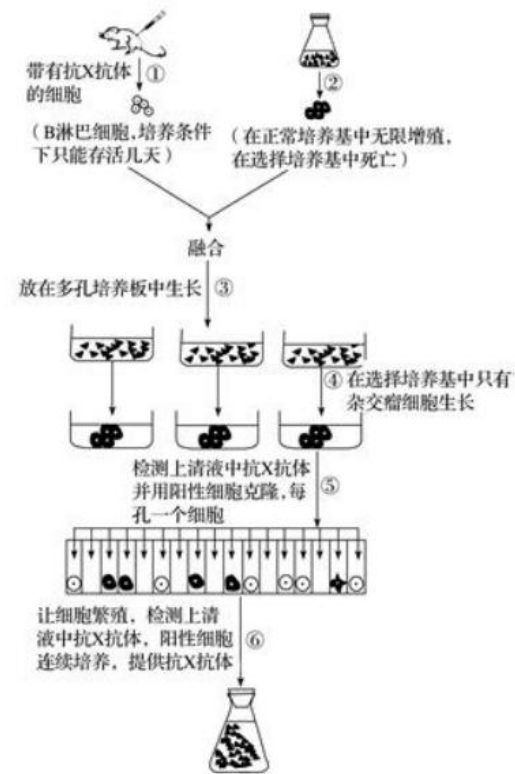 带有抗X抗体
的细胞
①
②
(B淋巴细胞,培养条件
下只能存活几天)
(在正常培养基中无限增殖,
在选择培养基中死亡)
融合
放在多孔培养板中生长
③
④在选择培养基中只有
杂交瘤细胞生长
检测上清液中抗X抗体
并用阳性细胞克隆,每
孔一个细胞
⑤
让细胞繁殖,检测上清
液中抗X抗体,阳性细胞
连续培养,提供抗X抗体
⑥